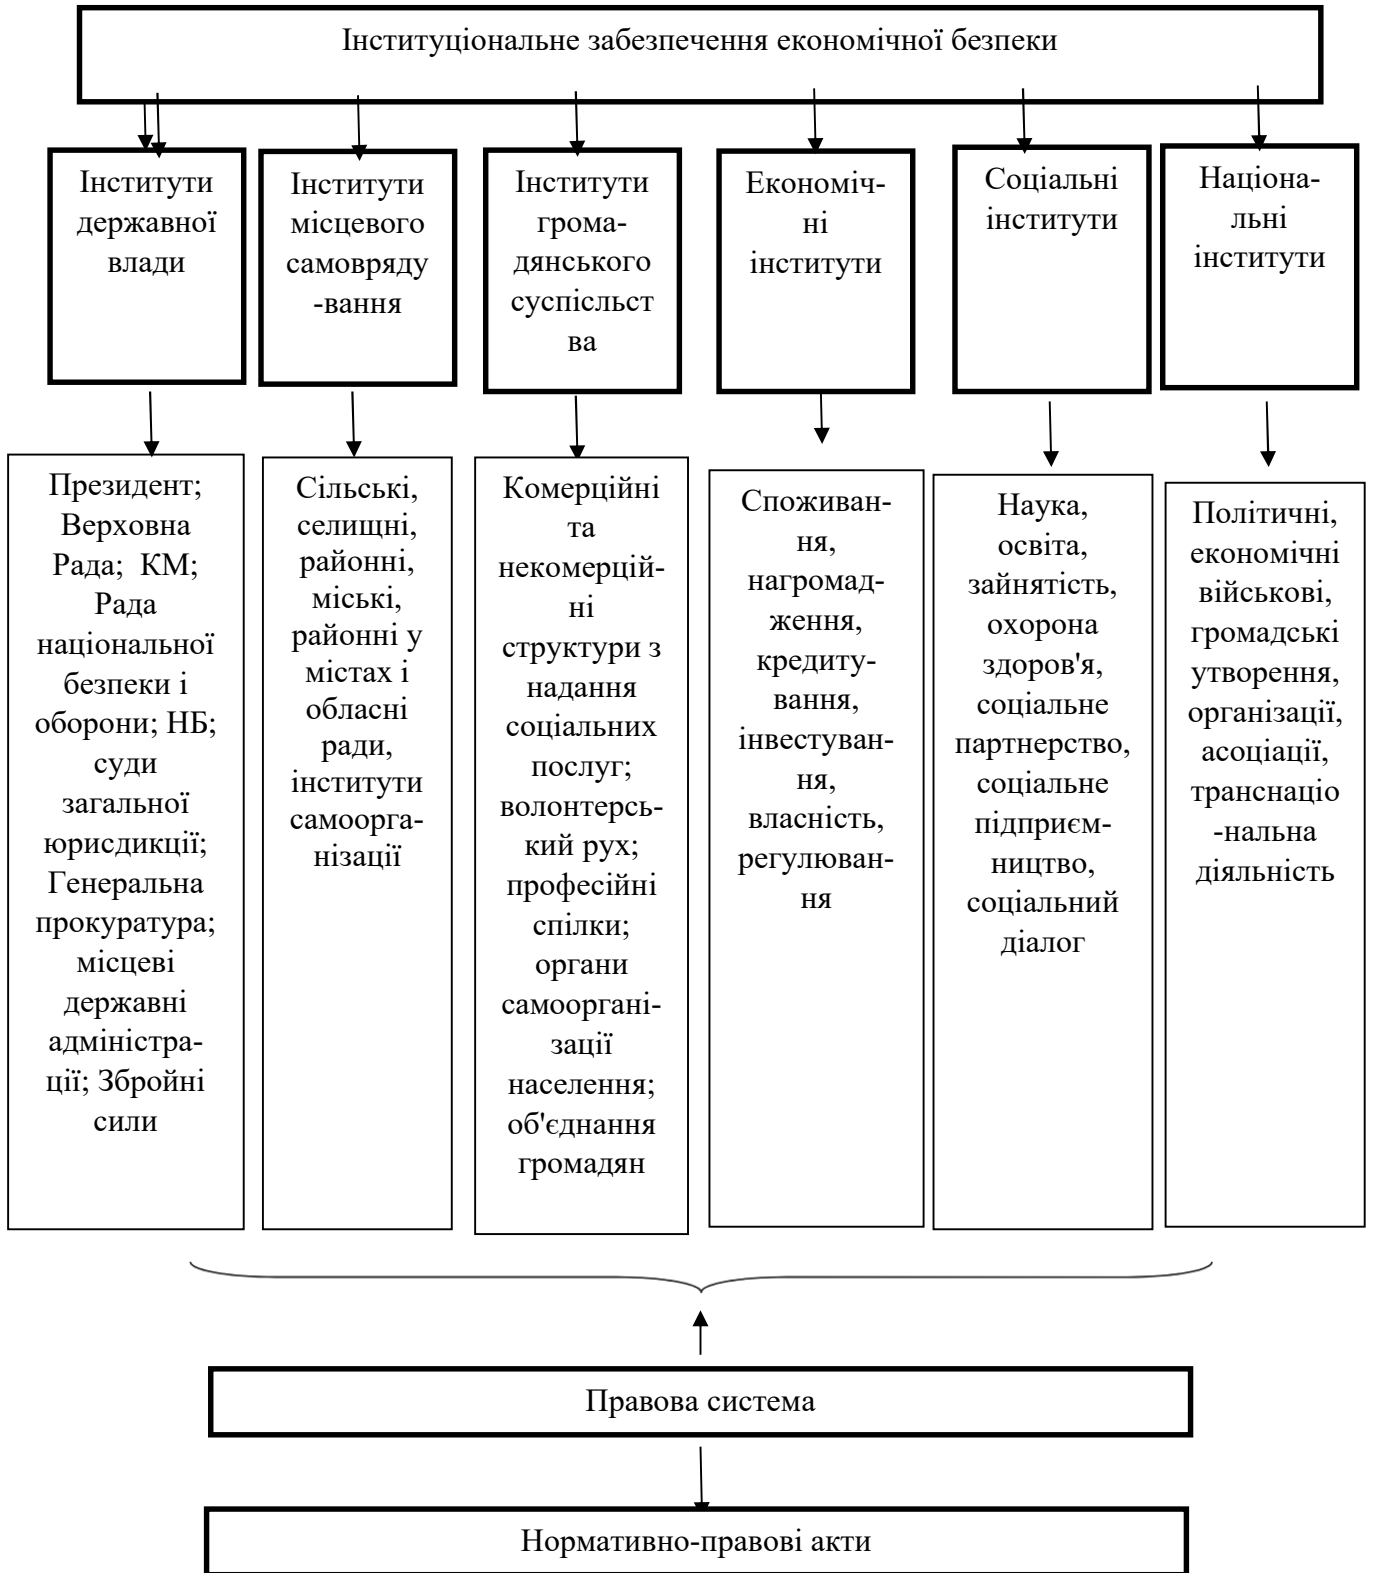 Інституціональне забезпечення економічної безпеки
Інститути
державної
влади
Інститути
місцевого
самовряду
-вання
Інститути
грома-
дянського
суспісльст
ва
Економіч-
ні
інститути
Соціальні
інститути
Націона-
льні
інститути
Президент;
Верховна
Рада; КМ;
Рада
національної
безпеки і
оборони; НБ;
суди
загальної
юрисдикції;
Генеральна
прокуратура;
місцеві
державні
адміністра-
ції; Збройні
сили
Сільські,
селищні,
районні,
міські,
районні у
містах і
обласні
ради,
інститути
самоорга-
нізації
Комерційні
та
некомерцій-
ні
структури з
надання
соціальних
послуг;
волонтерсь-
кий рух;
професійні
спілки;
органи
самоорганi-
зації
населення;
об'єднання
громадян
Споживан-
ня,
нагромад-
ження,
кредиту-
вання,
інвестуван-
ня,
власність,
регулюван-
ня
Наука,
освіта,
зайнятість,
охорона
здоров'я,
соціальне
партнерство,
соціальне
підприєм-
ництво,
соціальний
діалог
Політичні,
економічні
військові,
громадські
утворення,
організації,
асоціації,
транснаціо
-нальна
діяльність
Правова система
Нормативно-правові акти